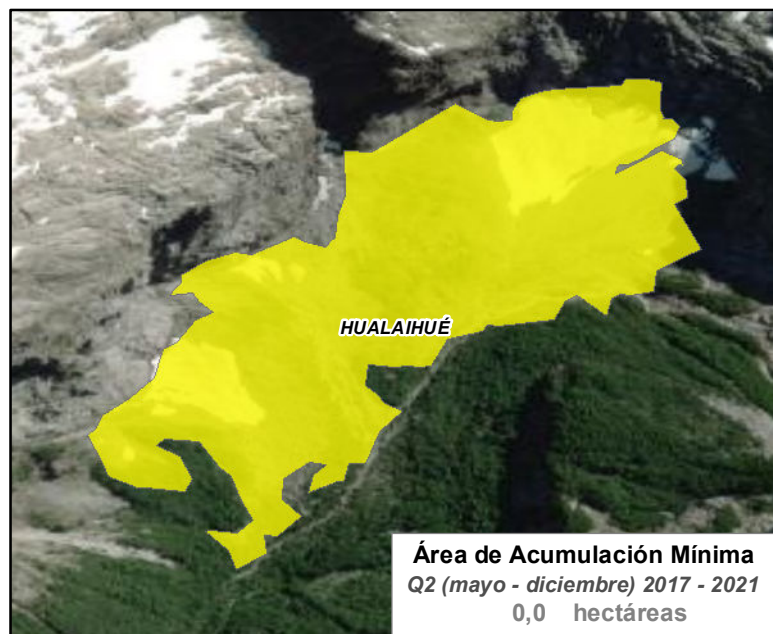 HUALAIHUÉ
Área de Acumulación Mínima
Q2 (mayo - diciembre) 2017 - 2021
0,0 hectáreas